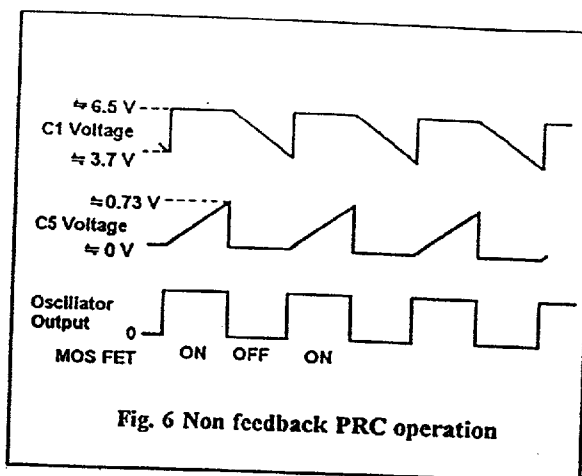 ≒6.5 V
C1 Voltage
≒3.7 V
≒0.73 V
C5 Voltage
≒0 V
Oscillator
Output
0
MOS FET ON OFF ON
Fig. 6 Non feedback PRC operation